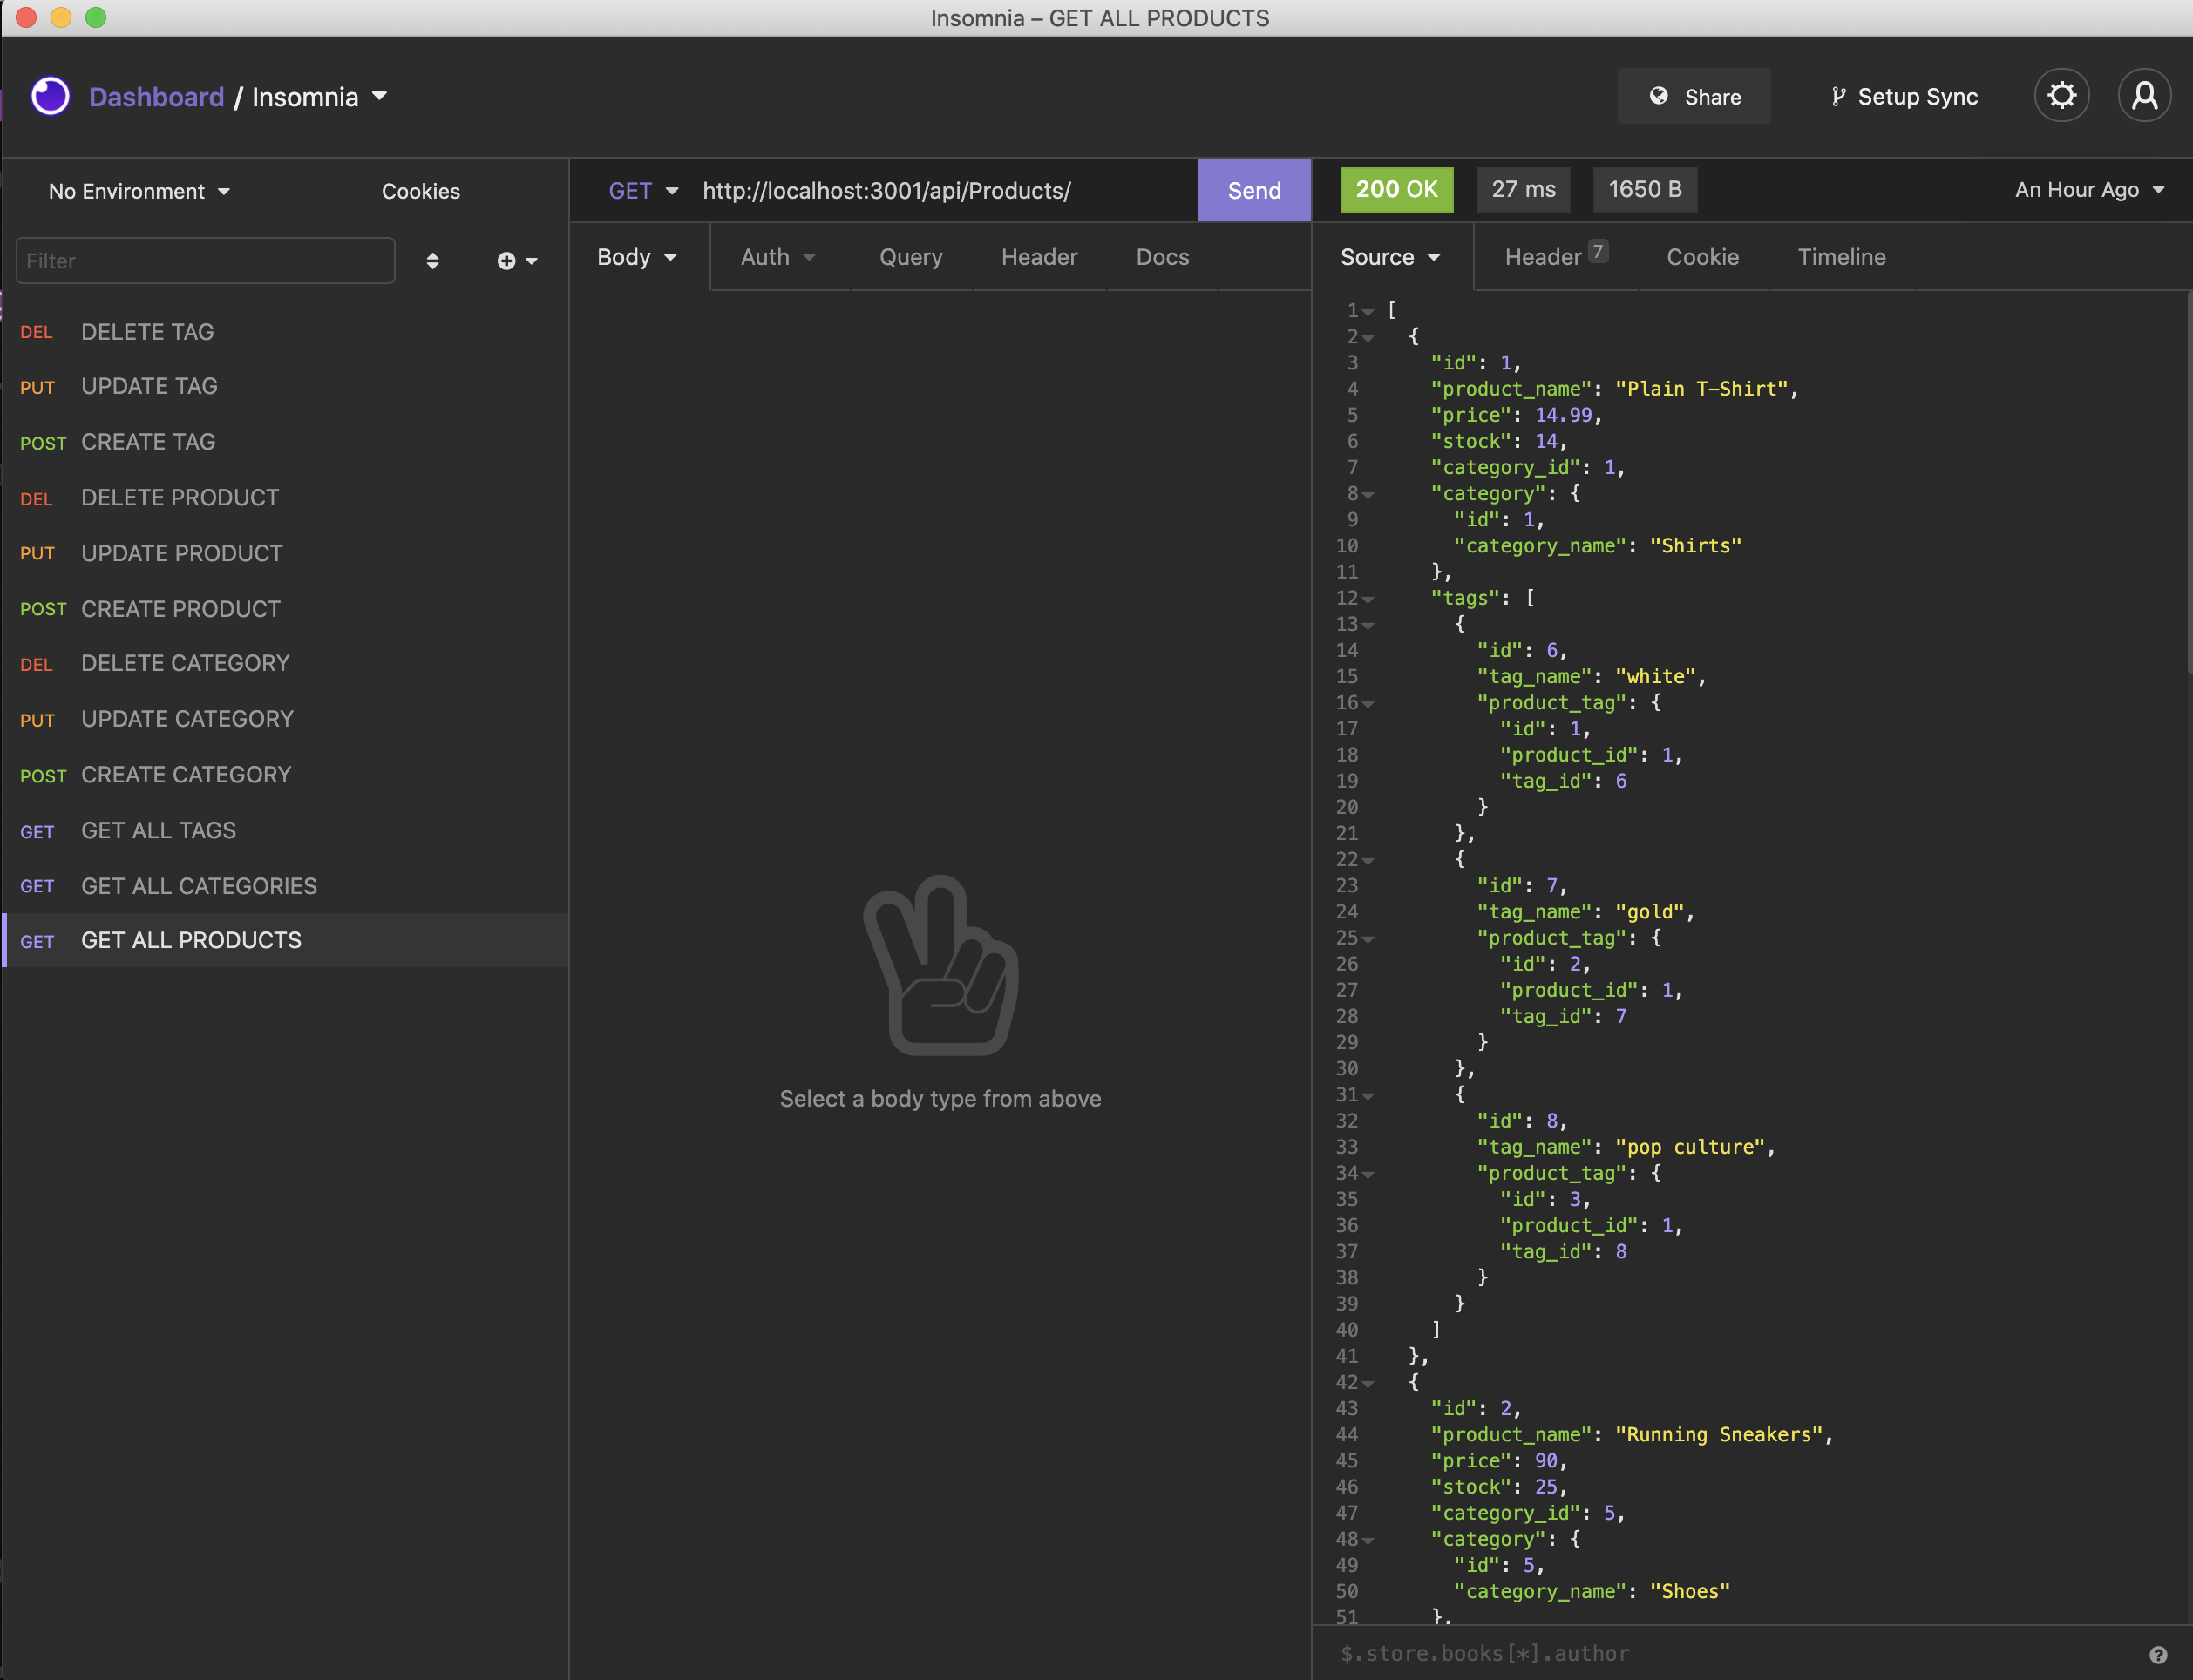 Insomnia – GET ALL PRODUCTS
Dashboard / Insomnia
Share
Setup Sync
No Environment
Cookies
Filter
DEL DELETE TAG
PUT UPDATE TAG
POST CREATE TAG
DEL DELETE PRODUCT
PUT UPDATE PRODUCT
POST CREATE PRODUCT
DEL DELETE CATEGORY
PUT UPDATE CATEGORY
POST CREATE CATEGORY
GET GET ALL TAGS
GET GET ALL CATEGORIES
GET GET ALL PRODUCTS
GET http://localhost:3001/api/Products/ Send
Body Auth Query Header Docs
Select a body type from above
200 OK 27 ms 1650 B An Hour Ago
Source Header 7 Cookie Timeline
1 [
2 {
3 "id": 1,
4 "product_name": "Plain T-Shirt",
5 "price": 14.99,
6 "stock": 14,
7 "category_id": 1,
8 "category": {
9 "id": 1,
10 "category_name": "Shirts"
11 },
12 "tags": [
13 {
14 "id": 6,
15 "tag_name": "white",
16 "product_tag": {
17 "id": 1,
18 "product_id": 1,
19 "tag_id": 6
20 }
21 },
22 {
23 "id": 7,
24 "tag_name": "gold",
25 "product_tag": {
26 "id": 2,
27 "product_id": 1,
28 "tag_id": 7
29 }
30 },
31 {
32 "id": 8,
33 "tag_name": "pop culture",
34 "product_tag": {
35 "id": 3,
36 "product_id": 1,
37 "tag_id": 8
38 }
39 }
40 ]
41 },
42 {
43 "id": 2,
44 "product_name": "Running Sneakers",
45 "price": 90,
46 "stock": 25,
47 "category_id": 5,
48 "category": {
49 "id": 5,
50 "category_name": "Shoes"
51 },
$.store.books[*].author